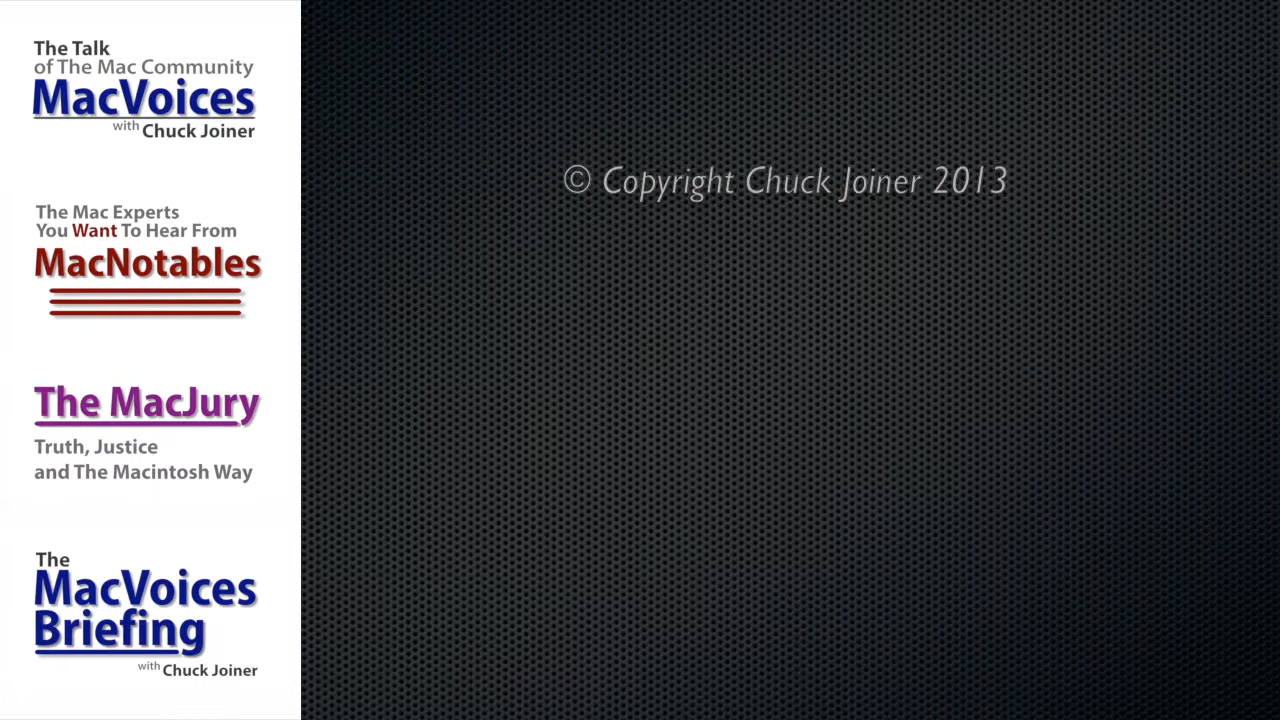 The Talk
of The Mac Community
MacVoices
with Chuck Joiner
The Mac Experts
You Want To Hear From
MacNotables
The MacJury
Truth, Justice
and The Macintosh Way
The
MacVoices
Briefing
with Chuck Joiner
© Copyright Chuck Joiner 2013